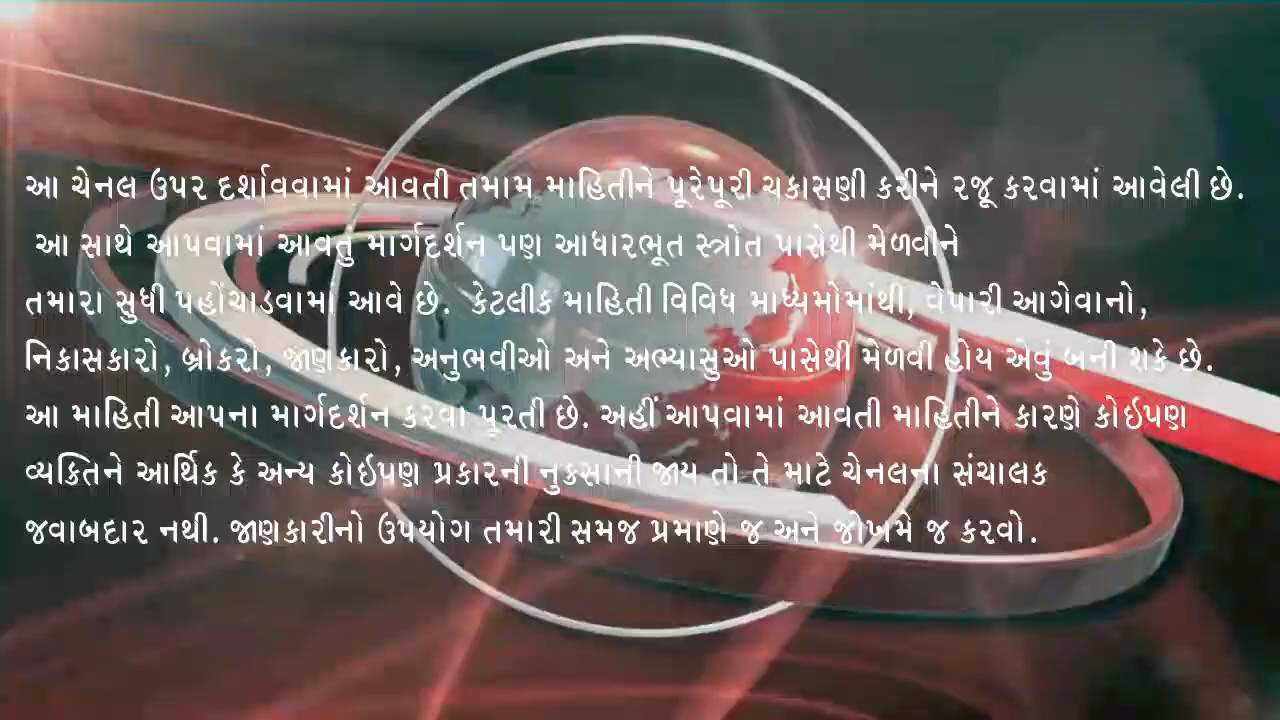 આ ચેનલ ઉપર દર્શાવવામાં આવતી તમામ માહિતીને પૂરેપૂરી ચકાસણી કરીને રજૂ કરવામાં આવેલી છે.
આ સાથે આપવામાં આવતુ માર્ગદર્શન પણ આધારભૂત સ્ત્રોત પાસેથી મેળવીને
તમારા સુધી પહોંચાડવામાં આવે છે. કેટલીક માહિતી વિવિધ માધ્યમોમાંથી, વેપારી આગેવાનો,
નિકાસકારો, બ્રોકરો, જાણકારો, અનુભવીઓ અને અભ્યાસુઓ પાસેથી મેળવી હોય એવું બની શકે છે.
આ માહિતી આપના માર્ગદર્શન કરવા પૂરતી છે. અહીં આપવામાં આવતી માહિતીને કારણે કોઇપણ
વ્યકિતને આર્થિક કે અન્ય કોઇપણ પ્રકારની નુકસાની જાય તો તે માટે ચેનલના સંચાલક
જવાબદાર નથી. જાણકારીનો ઉપયોગ તમારી સમજ પ્રમાણે જ અને જોખમે જ કરવો.